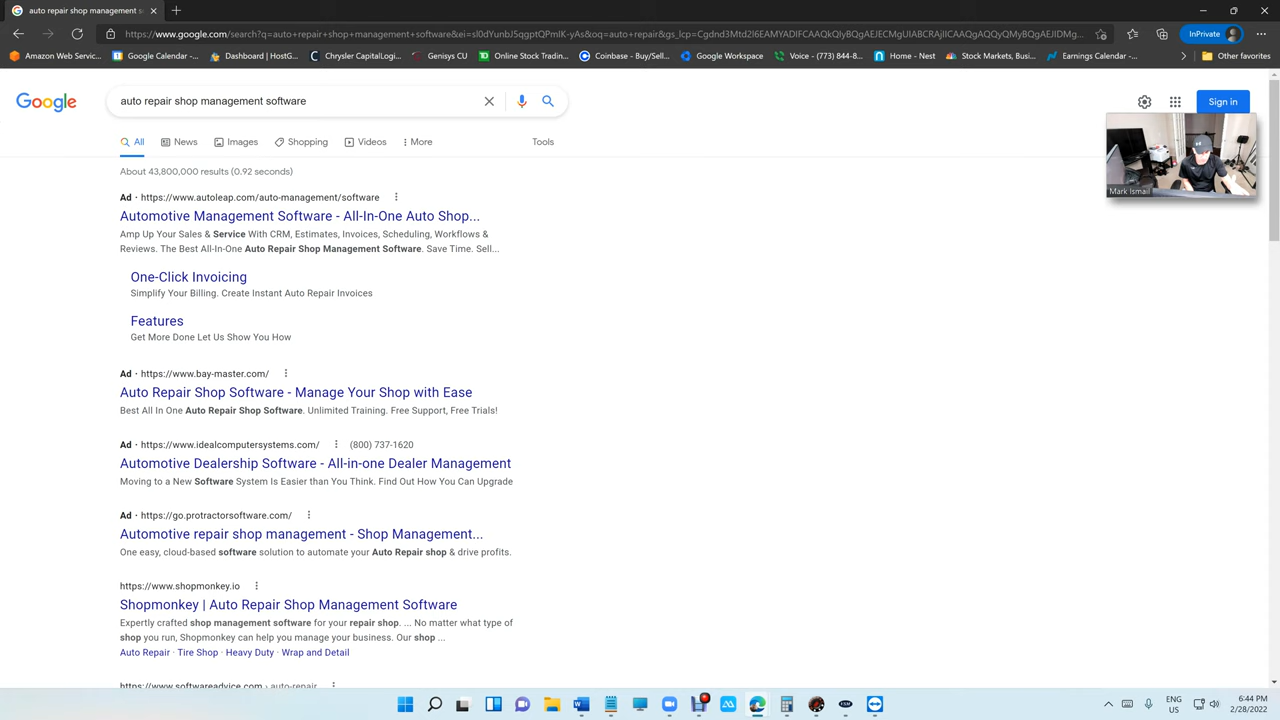 auto repair shop management s
https://www.google.com/search?q=auto+repair+shop+management+software&ei=
InPrivate
Amazon Web Servic...
Google Calendar -...
Dashboard | HostG...
Chrysler CapitalLogi...
Genisys CU
Online Stock Tradin...
Coinbase - Buy/Sell...
Google Workspace
Voice - (773) 844-8...
Home - Nest
Stock Markets, Busi...
Earnings Calendar -...
Other favorites
Google
auto repair shop management software
Sign in
All
News
Images
Shopping
Videos
More
Tools
About 43,800,000 results (0.92 seconds)
Mark Ismail
Ad · https://www.autoleap.com/auto-management/software
Automotive Management Software - All-In-One Auto Shop...
Amp Up Your Sales & Service With CRM, Estimates, Invoices, Scheduling, Workflows &
Reviews. The Best All-In-One Auto Repair Shop Management Software. Save Time. Sell...
One-Click Invoicing
Simplify Your Billing. Create Instant Auto Repair Invoices
Features
Get More Done Let Us Show You How
Ad · https://www.bay-master.com/
Auto Repair Shop Software - Manage Your Shop with Ease
Best All In One Auto Repair Shop Software. Unlimited Training. Free Support, Free Trials!
Ad · https://www.idealcomputersystems.com/ (800) 737-1620
Automotive Dealership Software - All-in-one Dealer Management
Moving to a New Software System Is Easier than You Think. Find Out How You Can Upgrade
Ad · https://go.protractorsoftware.com/
Automotive repair shop management - Shop Management...
One easy, cloud-based software solution to automate your Auto Repair shop & drive profits.
https://www.shopmonkey.io
Shopmonkey | Auto Repair Shop Management Software
Expertly crafted shop management software for your repair shop. ... No matter what type of
shop you run, Shopmonkey can help you manage your business. Our shop ...
Auto Repair · Tire Shop · Heavy Duty · Wrap and Detail
https://www.softwareadvice.com › auto-repair
ENG
US
6:44 PM
2/28/2022